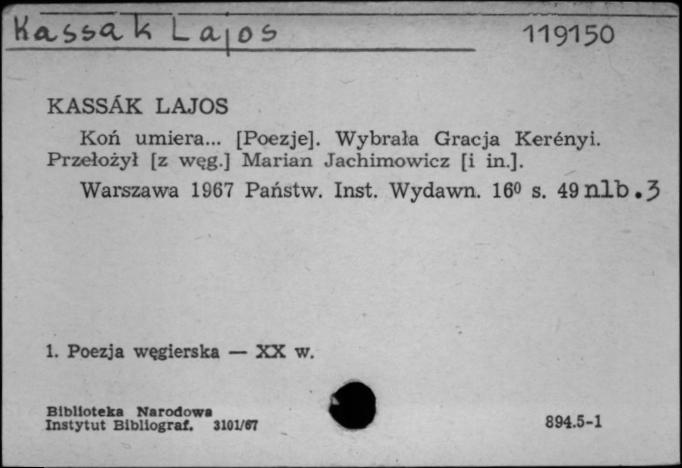 Kassak Lajos 119150
KASSÁK LAJOS
Koń umiera... [Poezje]. Wybrała Gracja Kerényi.
Przełożył [z węg.] Marian Jachimowicz [i in.].
Warszawa 1967 Państw. Inst. Wydawn. 16⁰ s. 49 nlb. 3
1. Poezja węgierska — XX w.
Biblioteka Narodowa
Instytut Bibliograf. 3101/67 894.5-1